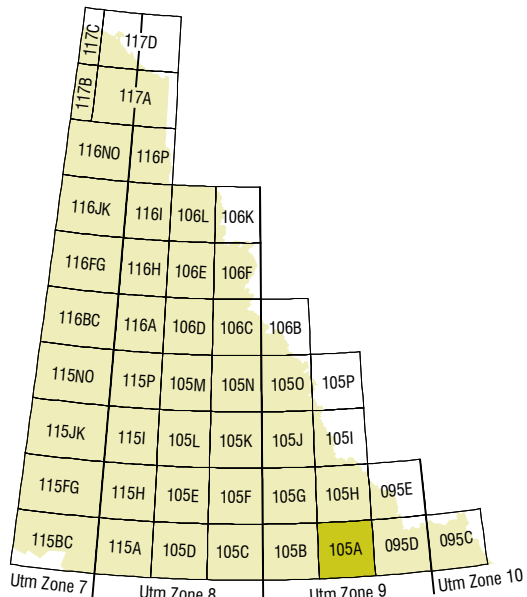 117C 117D
117B 117A
116NO 116P
116JK 116I 106L 106K
116FG 116H 106E 106F
116BC 116A 106D 106C 106B
115NO 115P 105M 105N 105O 105P
115JK 115I 105L 105K 105J 105I
115FG 115H 105E 105F 105G 105H 095E
115BC 115A 105D 105C 105B 105A 095D 095C
Utm Zone 7 Utm Zone 8 Utm Zone 9 Utm Zone 10